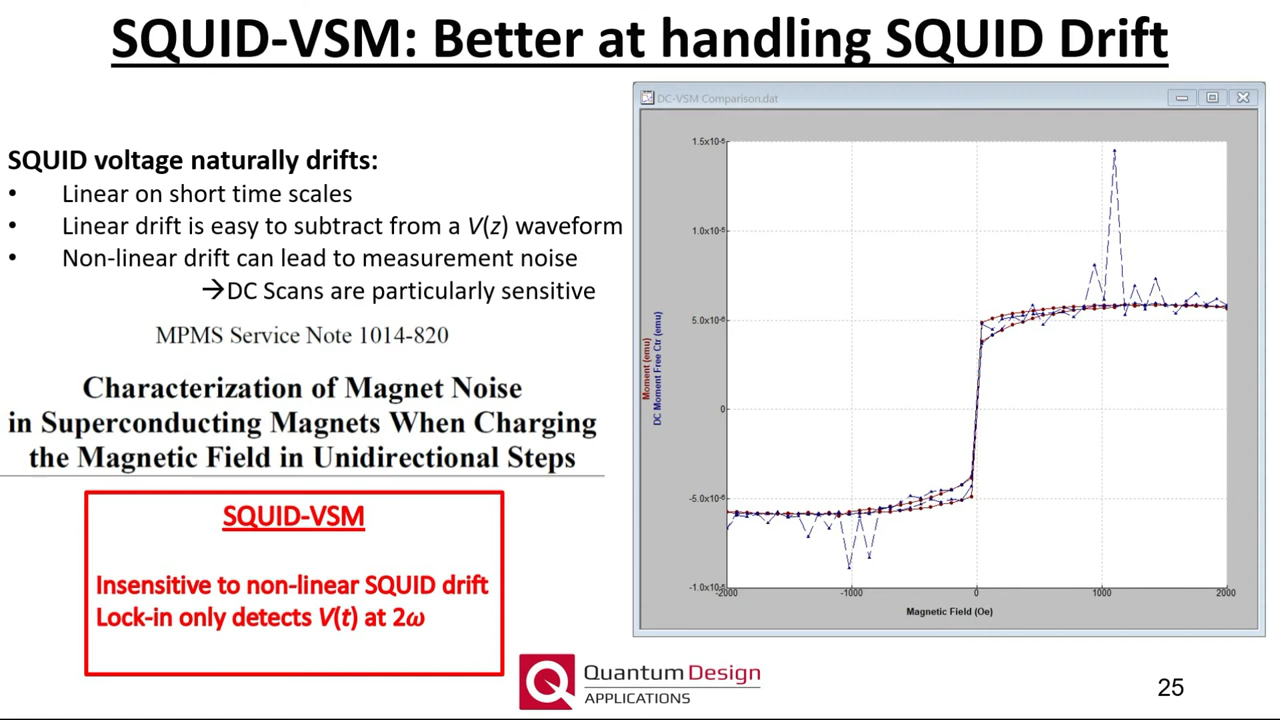 SQUID-VSM: Better at handling SQUID Drift
SQUID voltage naturally drifts:
• Linear on short time scales
• Linear drift is easy to subtract from a V(z) waveform
• Non-linear drift can lead to measurement noise
→DC Scans are particularly sensitive
MPMS Service Note 1014-820
Characterization of Magnet Noise
in Superconducting Magnets When Charging
the Magnetic Field in Unidirectional Steps
SQUID-VSM
Insensitive to non-linear SQUID drift
Lock-in only detects V(t) at 2ω
DC-VSM Comparison.dat
1.5x10-5
1.0x10-5
5.0x10-6
0
-5.0x10-6
-1.0x10-5
Moment (emu)
DC Moment Free Ctr (emu)
-2000
-1000
0
1000
2000
Magnetic Field (Oe)
Quantum Design
APPLICATIONS
25